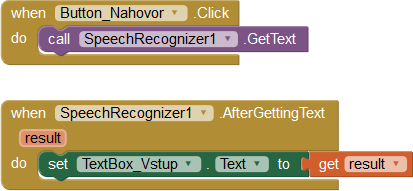 when Button_Nahovor .Click
do call SpeechRecognizer1 .GetText
when SpeechRecognizer1 .AfterGettingText
result
do set TextBox_Vstup . Text to get result